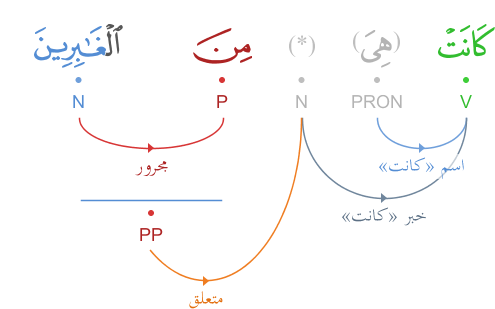 كَانَتْ (هِىَ) (*) مِنَ ٱلْغَـٰبِرِينَ
V PRON N P N
اسم «كانت»
مجرور
خبر «كانت»
PP
متعلق